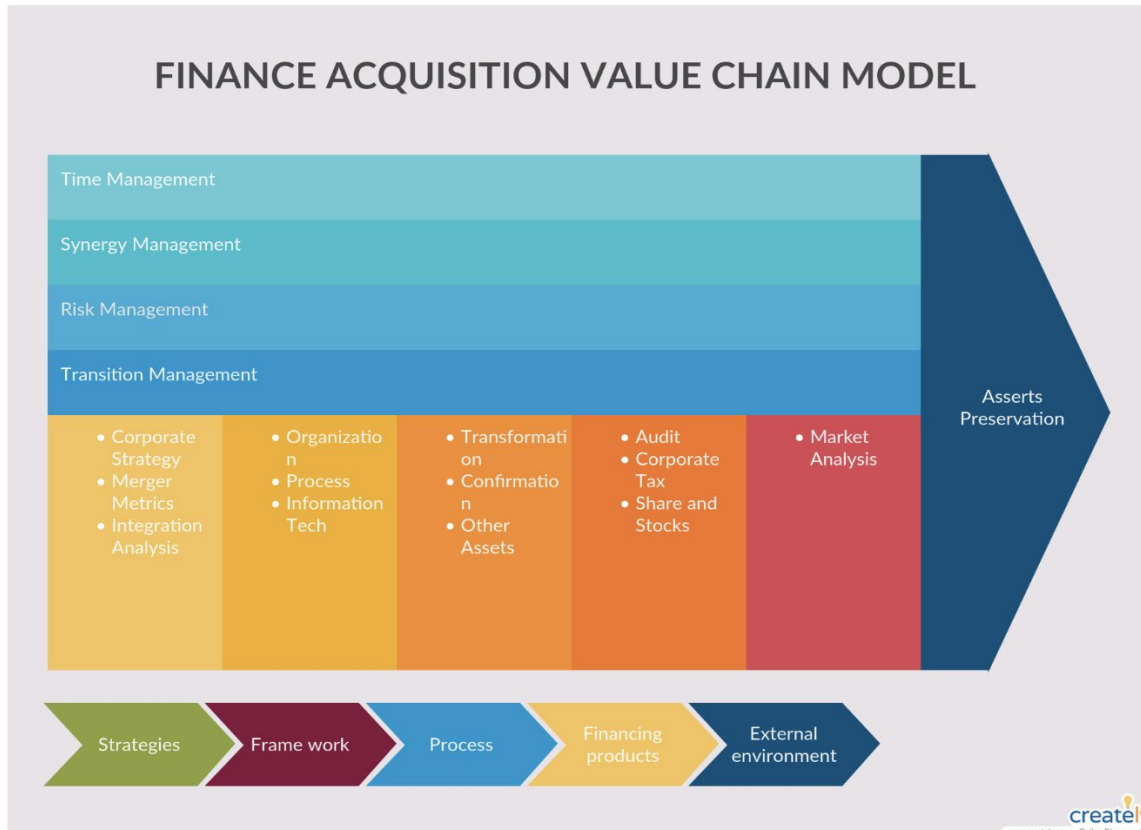 FINANCE ACQUISITION VALUE CHAIN MODEL
Time Management
Synergy Management
Risk Management
Transition Management
• Corporate
Strategy
• Merger
Metrics
• Integration
Analysis
• Organizatio
n
• Process
• Information
Tech
• Transformati
on
• Confirmatio
n
• Other
Assets
• Audit
• Corporate
Tax
• Share and
Stocks
• Market
Analysis
Asserts
Preservation
Strategies
Frame work
Process
Financing
products
External
environment